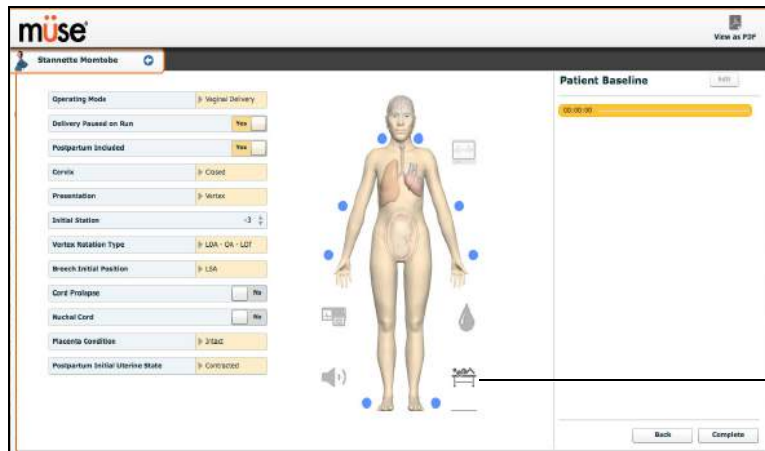 müse
View as PDF
Stannette Momtobe
Operating Mode
Vaginal Delivery
Delivery Paused on Run
Yes
Postpartum Included
Yes
Cervix
Closed
Presentation
Vertex
Initial Station
-3
Vertex Rotation Type
LOA - OA - LOT
Breech Initial Position
LSA
Cord Prolapse
No
Nuchal Cord
No
Placenta Condition
Intact
Postpartum Initial Uterine State
Contracted
Patient Baseline
Edit
00:00:00
Back
Complete